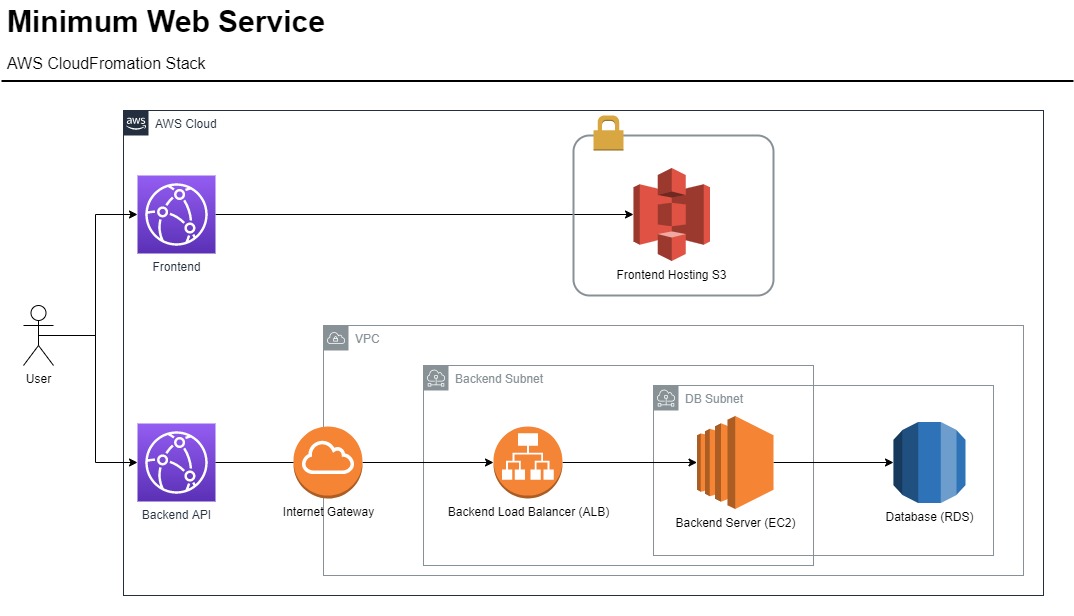 Minimum Web Service
AWS CloudFromation Stack
aws
AWS Cloud
Frontend
Frontend Hosting S3
User
VPC
Backend Subnet
DB Subnet
Backend API
Internet Gateway
Backend Load Balancer (ALB)
Backend Server (EC2)
Database (RDS)